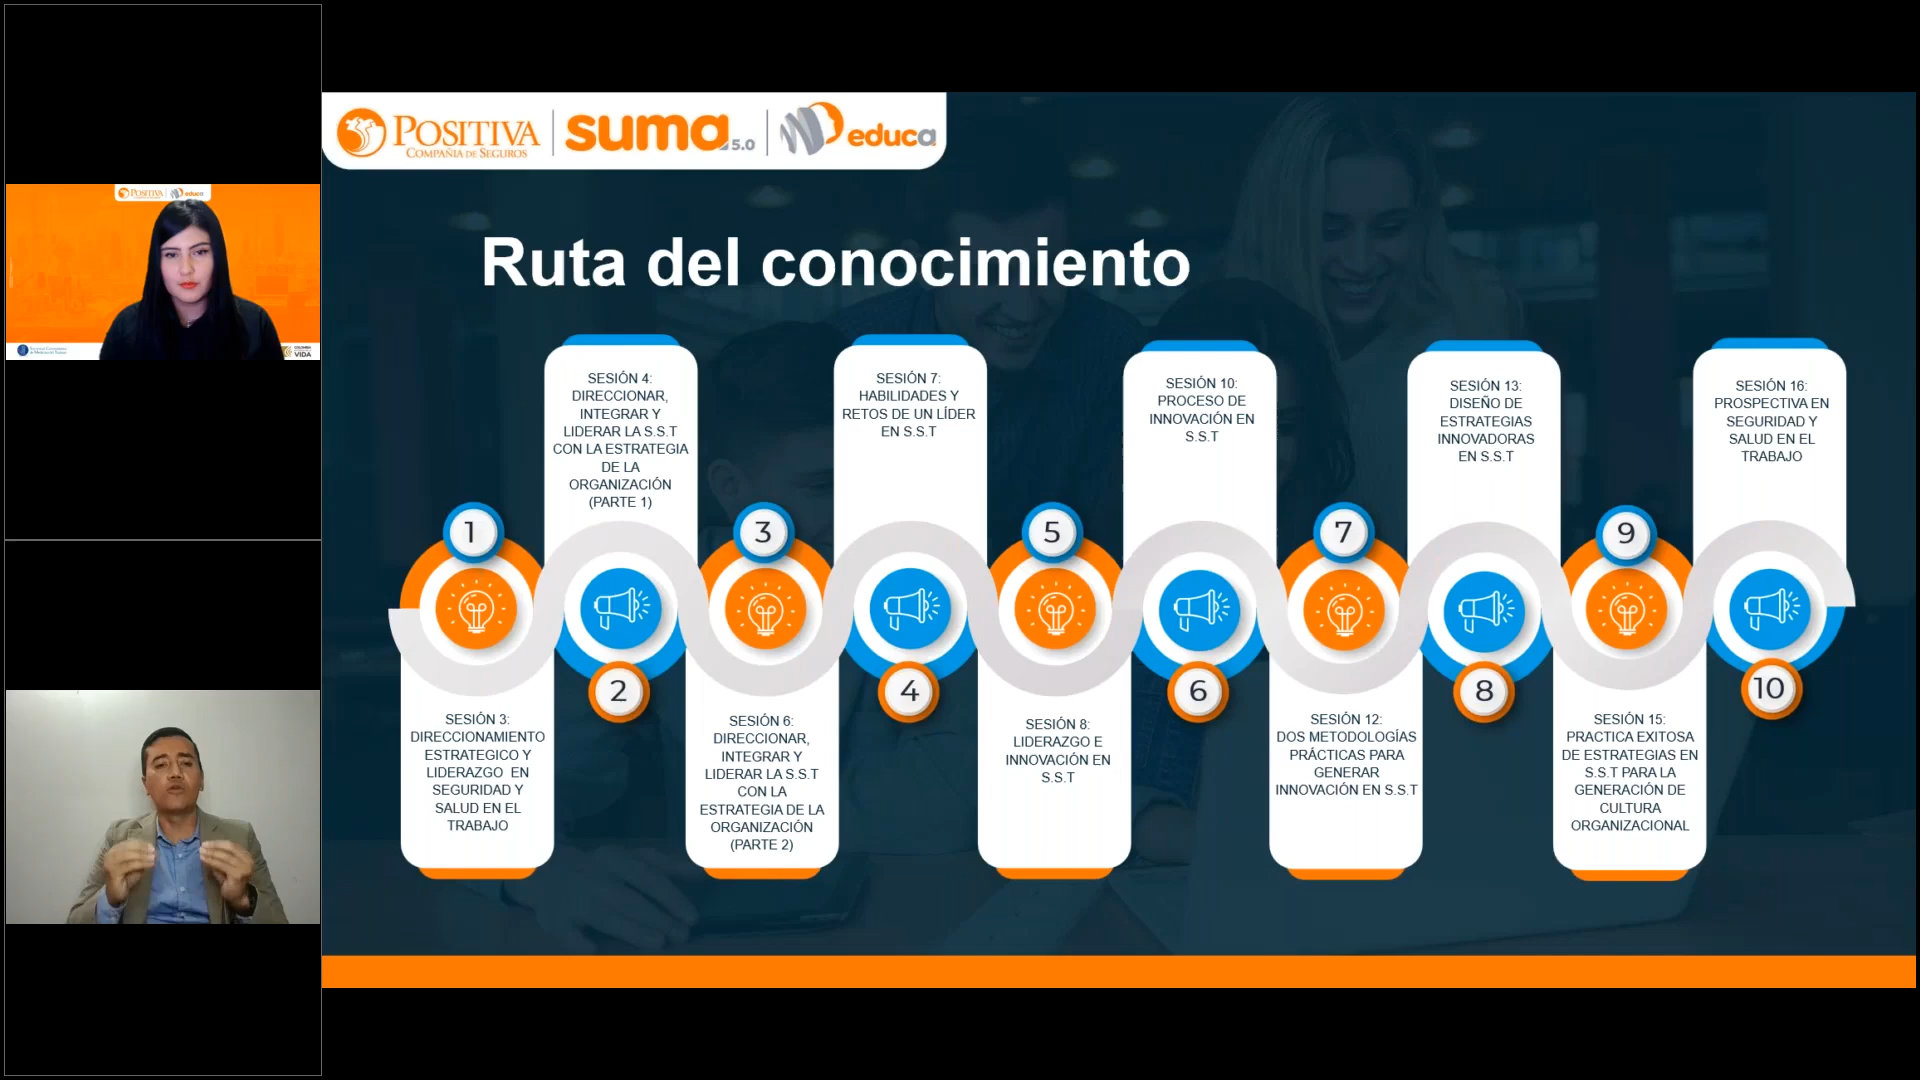 POSITIVA
COMPAÑIA DE SEGUROS
suma 5.0
educa
Ruta del conocimiento
SESIÓN 4:
DIRECCIONAR,
INTEGRAR Y
LIDERAR LA S.S.T
CON LA ESTRATEGIA
DE LA
ORGANIZACIÓN
(PARTE 1)
SESIÓN 7:
HABILIDADES Y
RETOS DE UN LÍDER
EN S.S.T
SESIÓN 10:
PROCESO DE
INNOVACIÓN EN
S.S.T
SESIÓN 13:
DISEÑO DE
ESTRATEGIAS
INNOVADORAS
EN S.S.T
SESIÓN 16:
PROSPECTIVA EN
SEGURIDAD Y
SALUD EN EL
TRABAJO
1
3
5
7
9
2
4
6
8
10
SESIÓN 3:
DIRECCIONAMIENTO
ESTRATEGICO Y
LIDERAZGO EN
SEGURIDAD Y
SALUD EN EL
TRABAJO
SESIÓN 6:
DIRECCIONAR,
INTEGRAR Y
LIDERAR LA S.S.T
CON LA
ESTRATEGIA DE LA
ORGANIZACIÓN
(PARTE 2)
SESIÓN 8:
LIDERAZGO E
INNOVACIÓN EN
S.S.T
SESIÓN 12:
DOS METODOLOGÍAS
PRÁCTICAS PARA
GENERAR
INNOVACIÓN EN S.S.T
SESIÓN 15:
PRACTICA EXITOSA
DE ESTRATEGIAS EN
S.S.T PARA LA
GENERACIÓN DE
CULTURA
ORGANIZACIONAL
POSITIVA
educa
VIDA